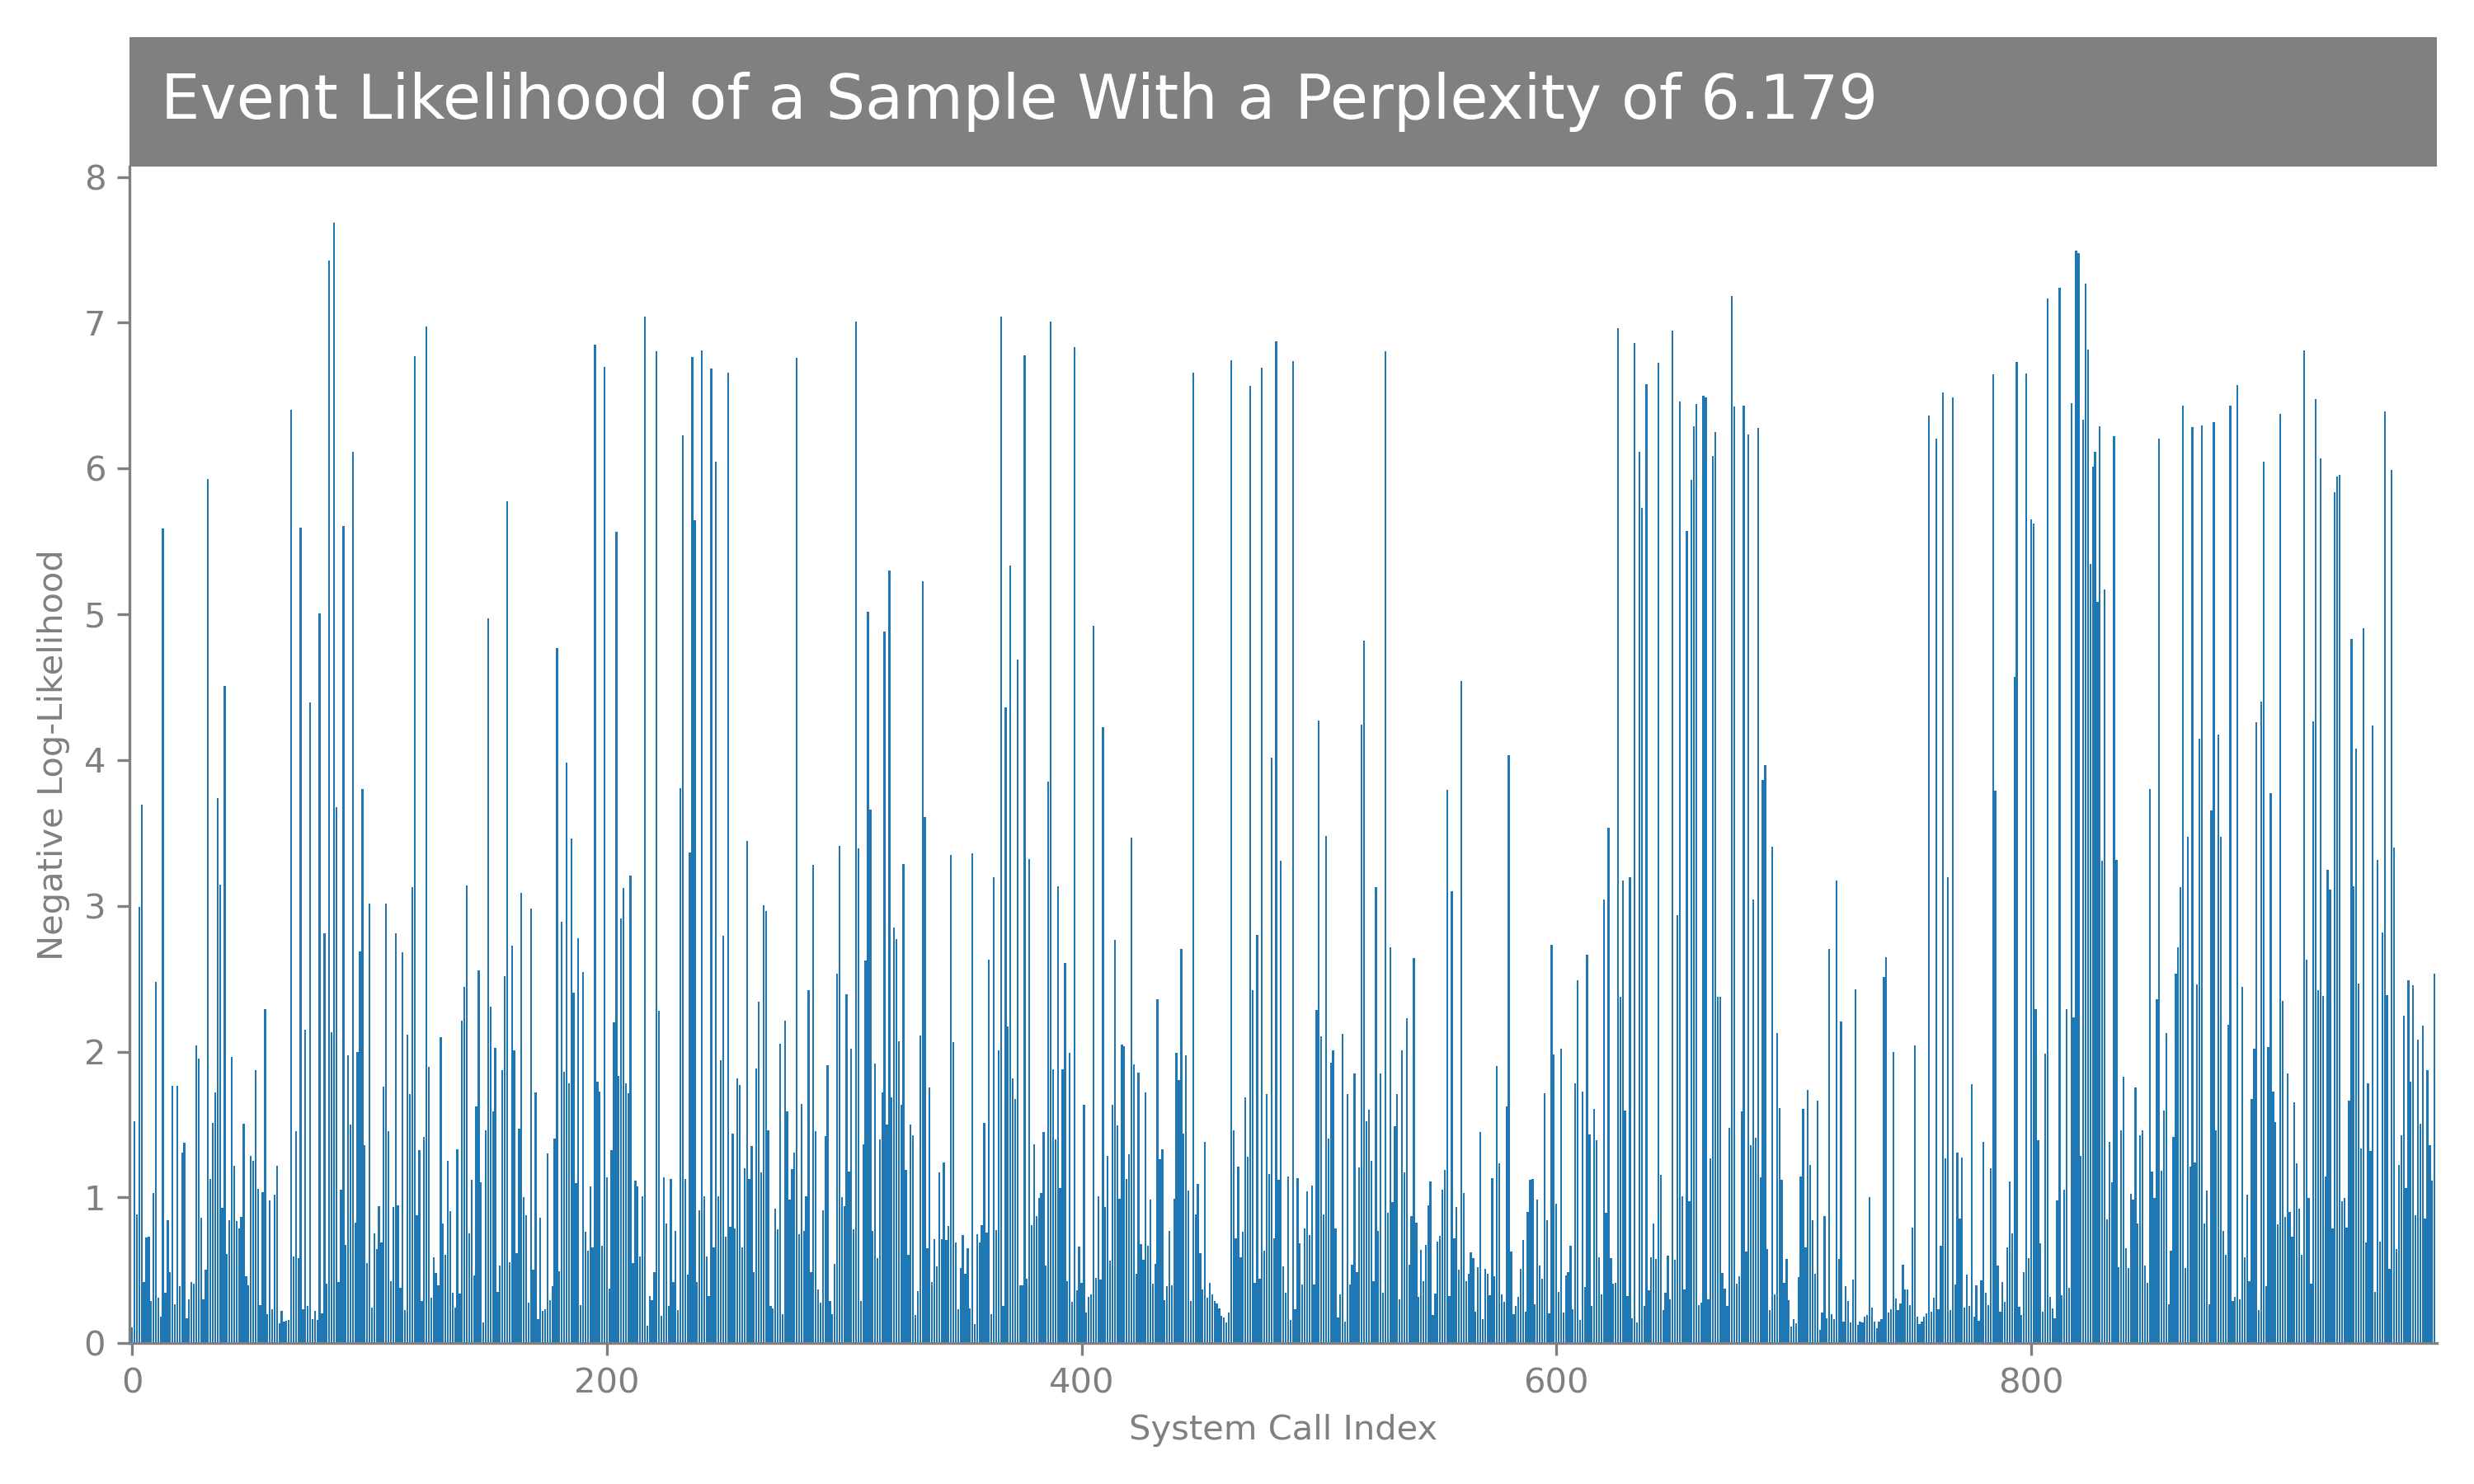 Event Likelihood of a Sample With a Perplexity of 6.179
8
7
6
5
4
3
2
1
0
Negative Log-Likelihood
0 200 400 600 800
System Call Index